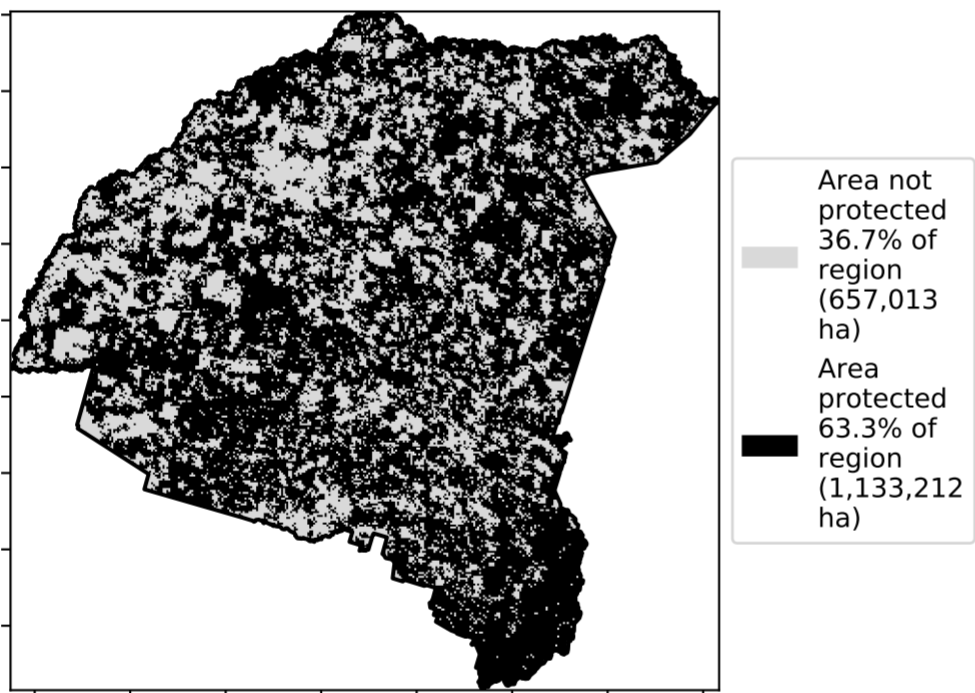 Area not
protected
36.7% of
region
(657,013
ha)
Area
protected
63.3% of
region
(1,133,212
ha)